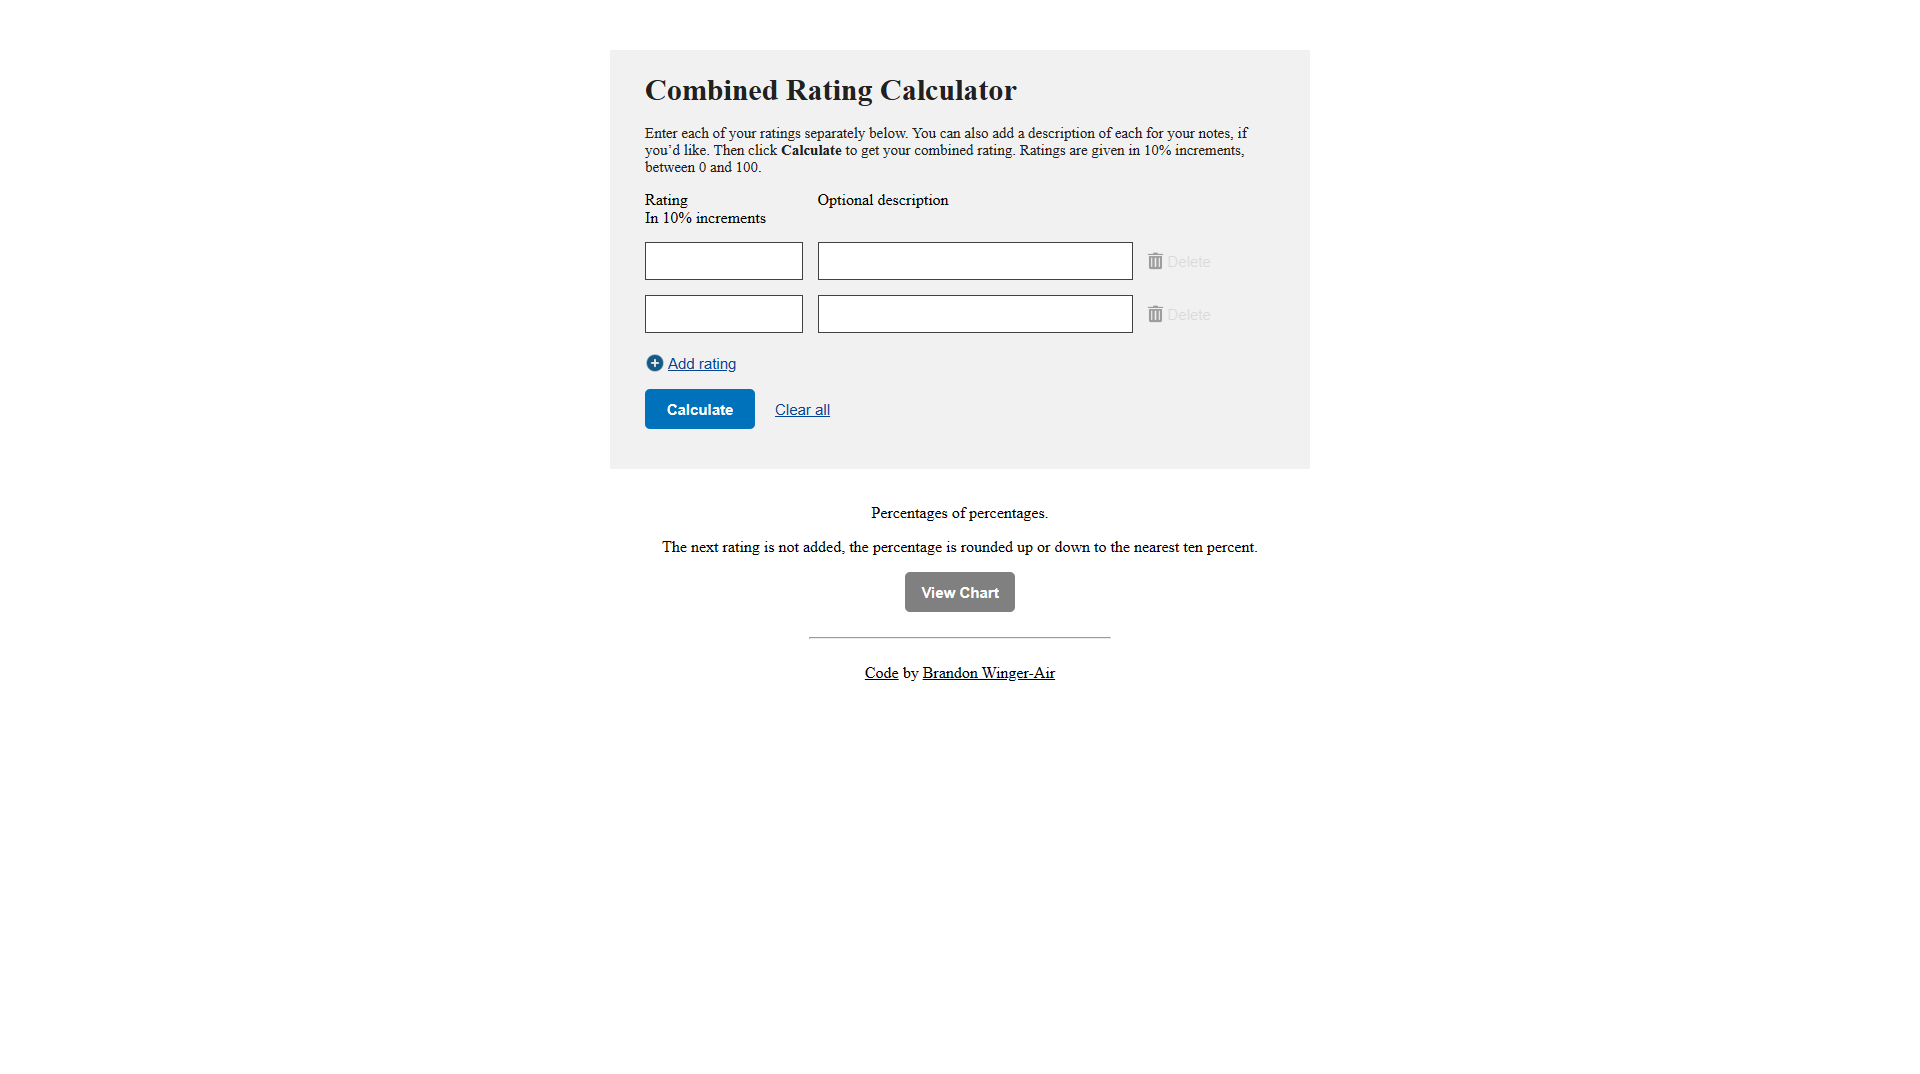 Combined Rating Calculator
Enter each of your ratings separately below. You can also add a description of each for your notes, if
you’d like. Then click Calculate to get your combined rating. Ratings are given in 10% increments,
between 0 and 100.
Rating
In 10% increments
Optional description
Delete
Delete
Add rating
Calculate
Clear all
Percentages of percentages.
The next rating is not added, the percentage is rounded up or down to the nearest ten percent.
View Chart
Code by Brandon Winger-Air